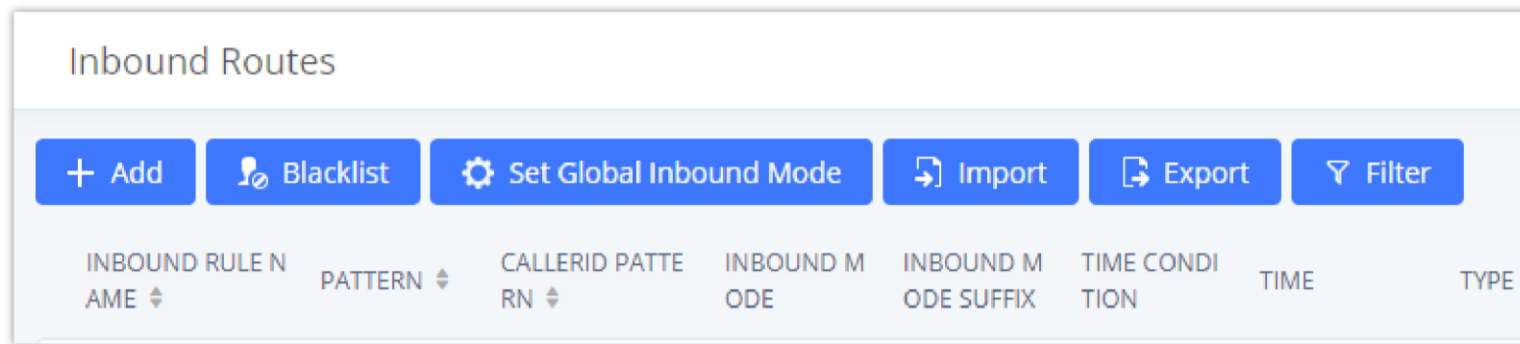 Inbound Routes
Add Blacklist Set Global Inbound Mode Import Export Filter
INBOUND RULE N
AME
PATTERN
CALLERID PATTE
RN
INBOUND M
ODE
INBOUND M
ODE SUFFIX
TIME CONDI
TION
TIME
TYPE